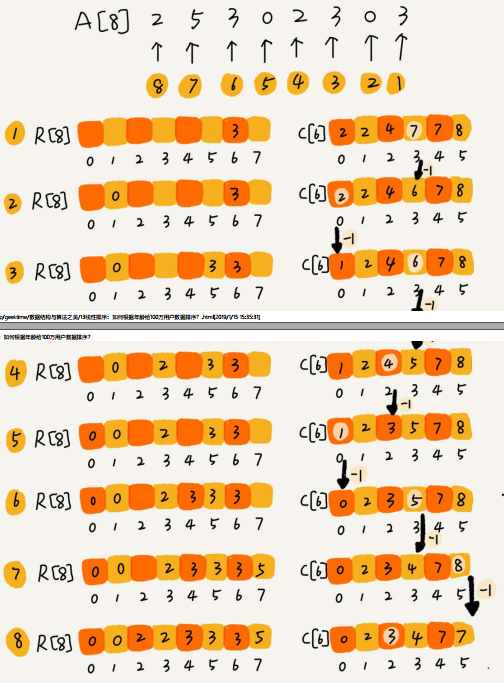 A[8] 2 5 3 0 2 3 0 3
8 7 6 5 4 3 2 1
1 R[8] 3 C[6] 2 2 4 7 7 8
0 1 2 3 4 5 6 7 0 1 2 3 4 5
-1
2 R[8] 0 3 C[6] 2 2 4 6 7 8
0 1 2 3 4 5 6 7 0 1 2 3 4 5
-1
3 R[8] 0 3 3 C[6] 1 2 4 6 7 8
0 1 2 3 4 5 6 7 0 1 2 3 4 5
-1
p/geektime/数据结构与算法之美/13线性排序：如何根据年龄给100万用户数据排序？.html[2019/1/15 15:35:31]
：如何根据年龄给100万用户数据排序？
4 R[8] 0 2 3 3 C[6] 1 2 4 5 7 8
0 1 2 3 4 5 6 7 0 1 2 3 4 5
-1
5 R[8] 0 0 2 3 3 C[6] 1 2 3 5 7 8
0 1 2 3 4 5 6 7 0 1 2 3 4 5
-1
6 R[8] 0 0 2 3 3 3 C[6] 0 2 3 5 7 8
0 1 2 3 4 5 6 7 0 1 2 3 4 5
-1
7 R[8] 0 0 2 3 3 3 5 C[6] 0 2 3 4 7 8
0 1 2 3 4 5 6 7 0 1 2 3 4 5
-1
8 R[8] 0 0 2 2 3 3 3 5 C[6] 0 2 3 4 7 7
0 1 2 3 4 5 6 7 0 1 2 3 4 5